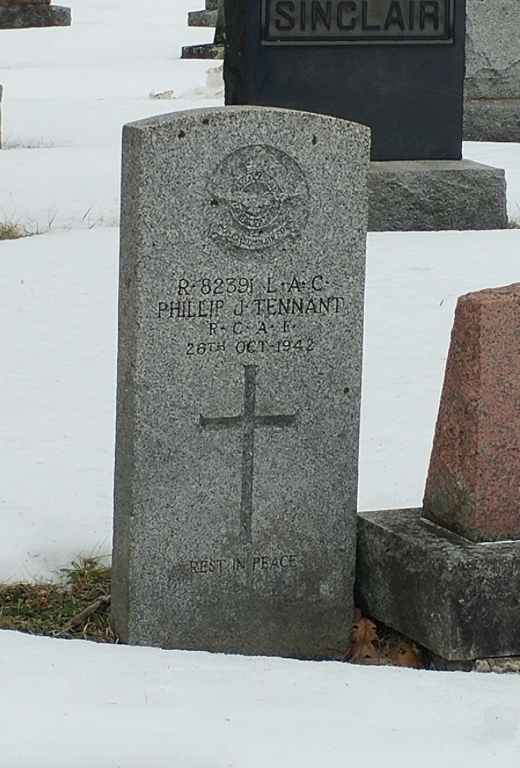 SINCLAIR
R·82391 L·A·C·
PHILLIP J TENNANT
R·C·A·F·
26TH OCT·1942
REST IN PEACE